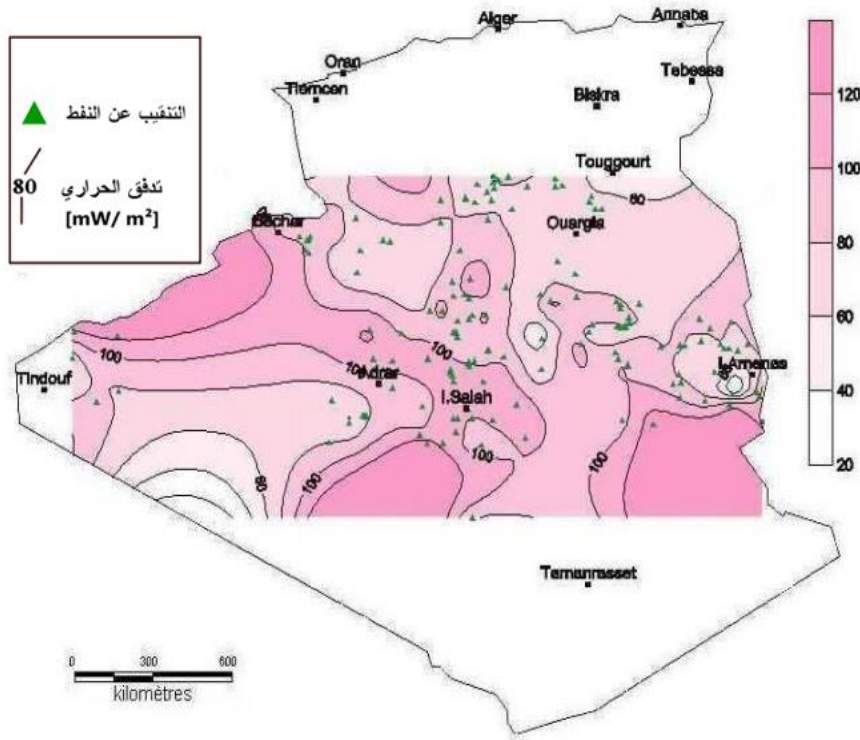 Alger
Annaba
Oran
Tlemcen
Tebessa
Biskra
Touggourt
التنقيب عن النفط
80
تدفق الحراري
[mW/ m²]
Bechar
Ouargla
60
100
100
Tindouf
Adrar
I.Salah
I.Amenas
100
100
100
80
Tamanrasset
120
100
80
60
40
20
0 300 600
kilomètres